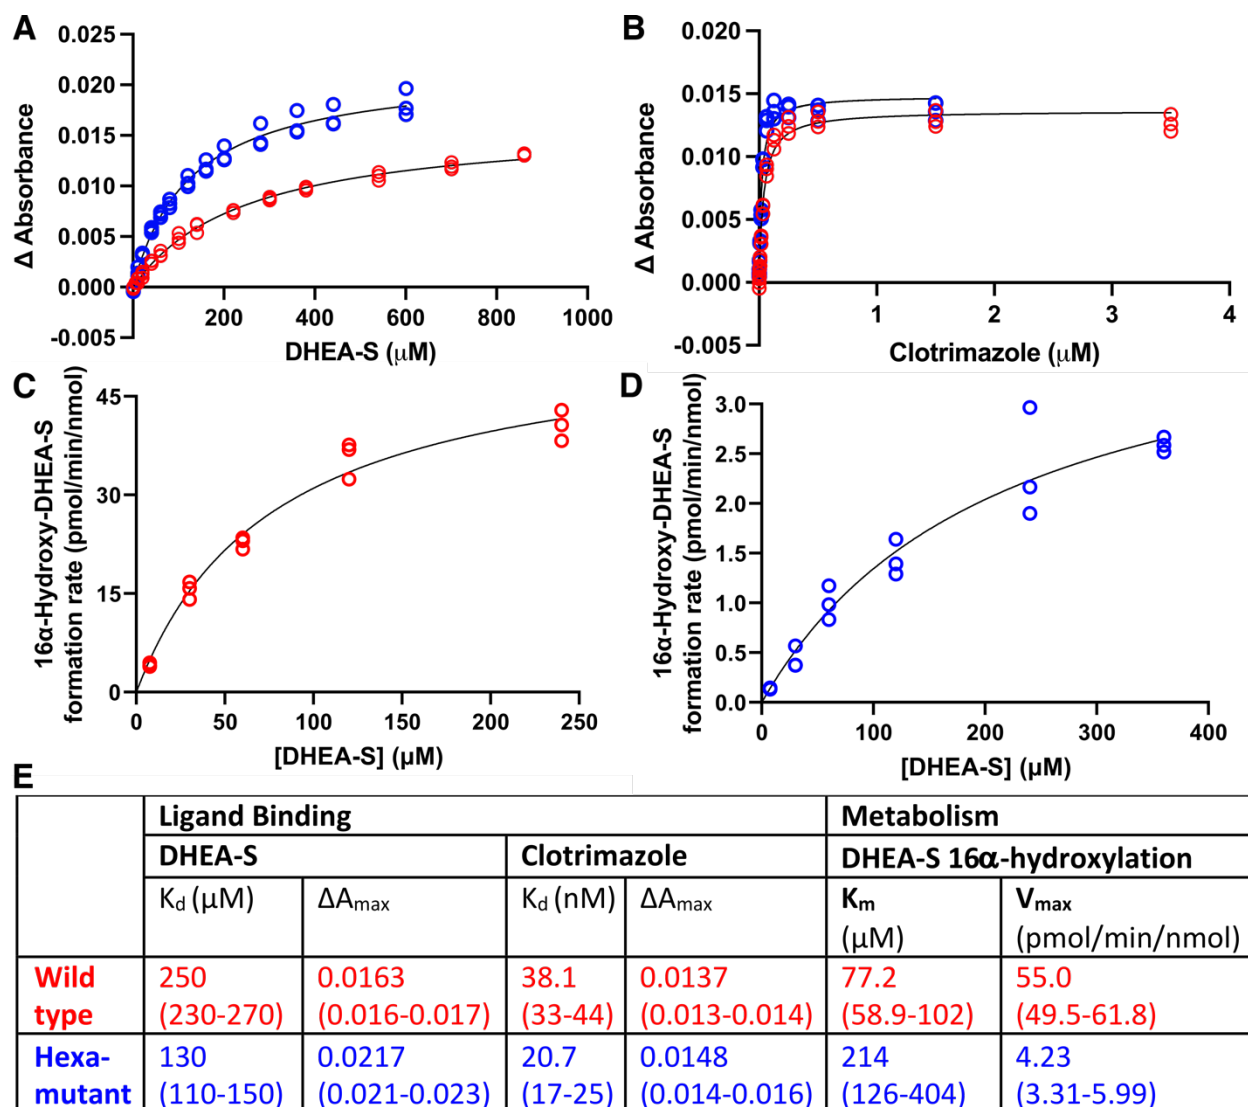 A
0.025
0.020
0.015
0.010
0.005
0.000
-0.005
Δ Absorbance
200 400 600 800 1000
DHEA-S (μM)
B
0.020
0.015
0.010
0.005
0.000
-0.005
Δ Absorbance
1 2 3 4
Clotrimazole (μM)
C
45
30
15
0
16α-Hydroxy-DHEA-S
formation rate (pmol/min/nmol)
0 50 100 150 200 250
[DHEA-S] (μM)
D
3.0
2.5
2.0
1.5
1.0
0.5
0.0
16α-Hydroxy-DHEA-S
formation rate (pmol/min/nmol)
0 100 200 300 400
[DHEA-S] (μM)
E
Ligand Binding Metabolism
DHEA-S Clotrimazole DHEA-S 16α-hydroxylation
Kd (μM) ΔAmax Kd (nM) ΔAmax Km Vmax
(μM) (pmol/min/nmol)
Wild 250 0.0163 38.1 0.0137 77.2 55.0
type (230-270) (0.016-0.017) (33-44) (0.013-0.014) (58.9-102) (49.5-61.8)
Hexa- 130 0.0217 20.7 0.0148 214 4.23
mutant (110-150) (0.021-0.023) (17-25) (0.014-0.016) (126-404) (3.31-5.99)